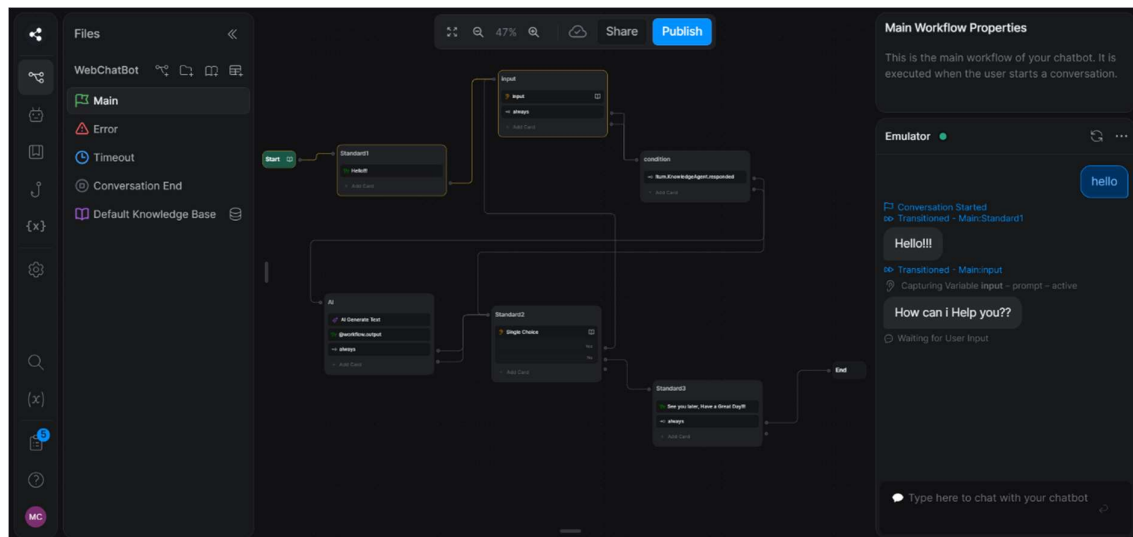 Files
WebChatBot
Main
Error
Timeout
Conversation End
Default Knowledge Base
{x}
(x)
5
MC
47%
Share
Publish
Start
Standard1
Hello!!!
+ Add Card
input
input
always
+ Add Card
condition
+ Add Card
AI
AI Generate Text
@workflow.output
always
+ Add Card
Standard2
Single Choice
Yes
No
+ Add Card
Standard3
See you later, Have a Great Day!!!
always
+ Add Card
End
Main Workflow Properties
This is the main workflow of your chatbot. It is
executed when the user starts a conversation.
Emulator
hello
Conversation Started
Transitioned - Main:Standard1
Hello!!!
Transitioned - Main:input
Capturing Variable input – prompt – active
How can i Help you??
Waiting for User Input
Type here to chat with your chatbot